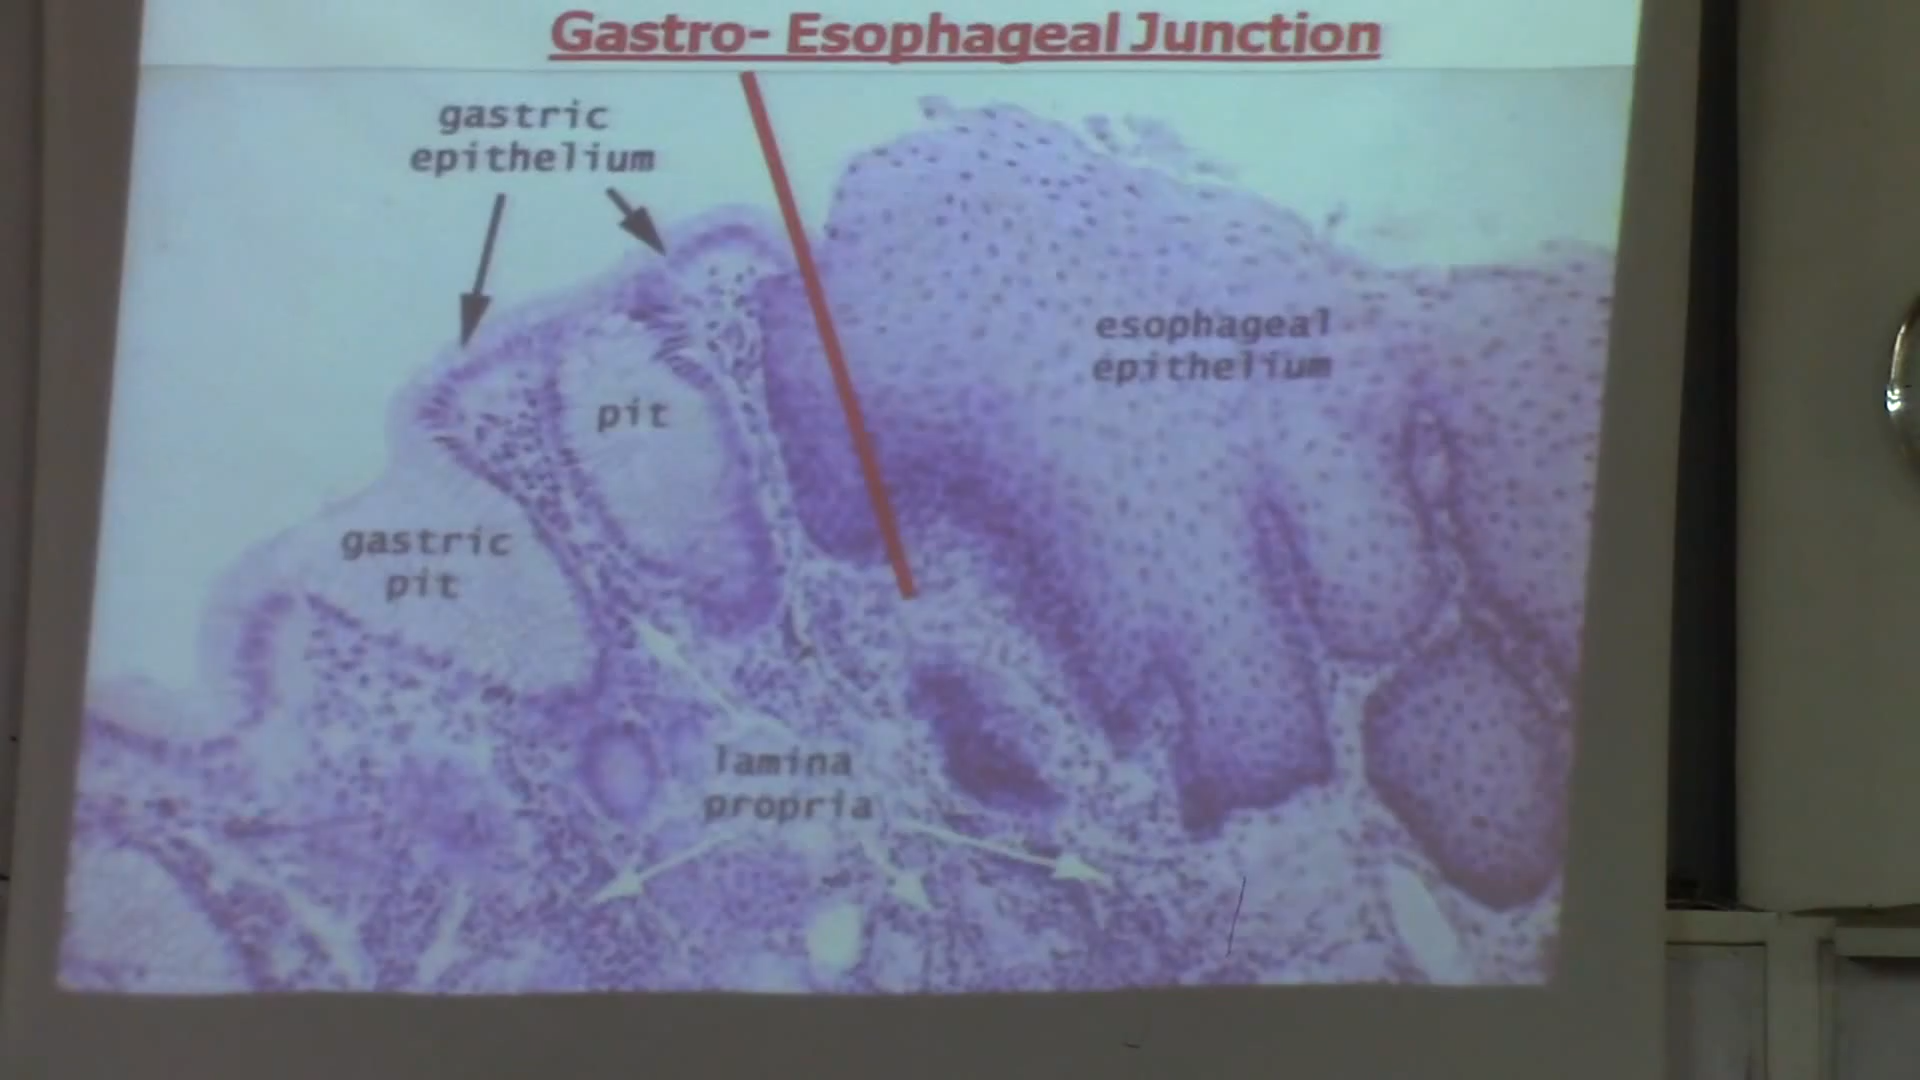 Gastro- Esophageal Junction
gastric
epithelium
esophageal
epithelium
pit
gastric
pit
lamina
propria